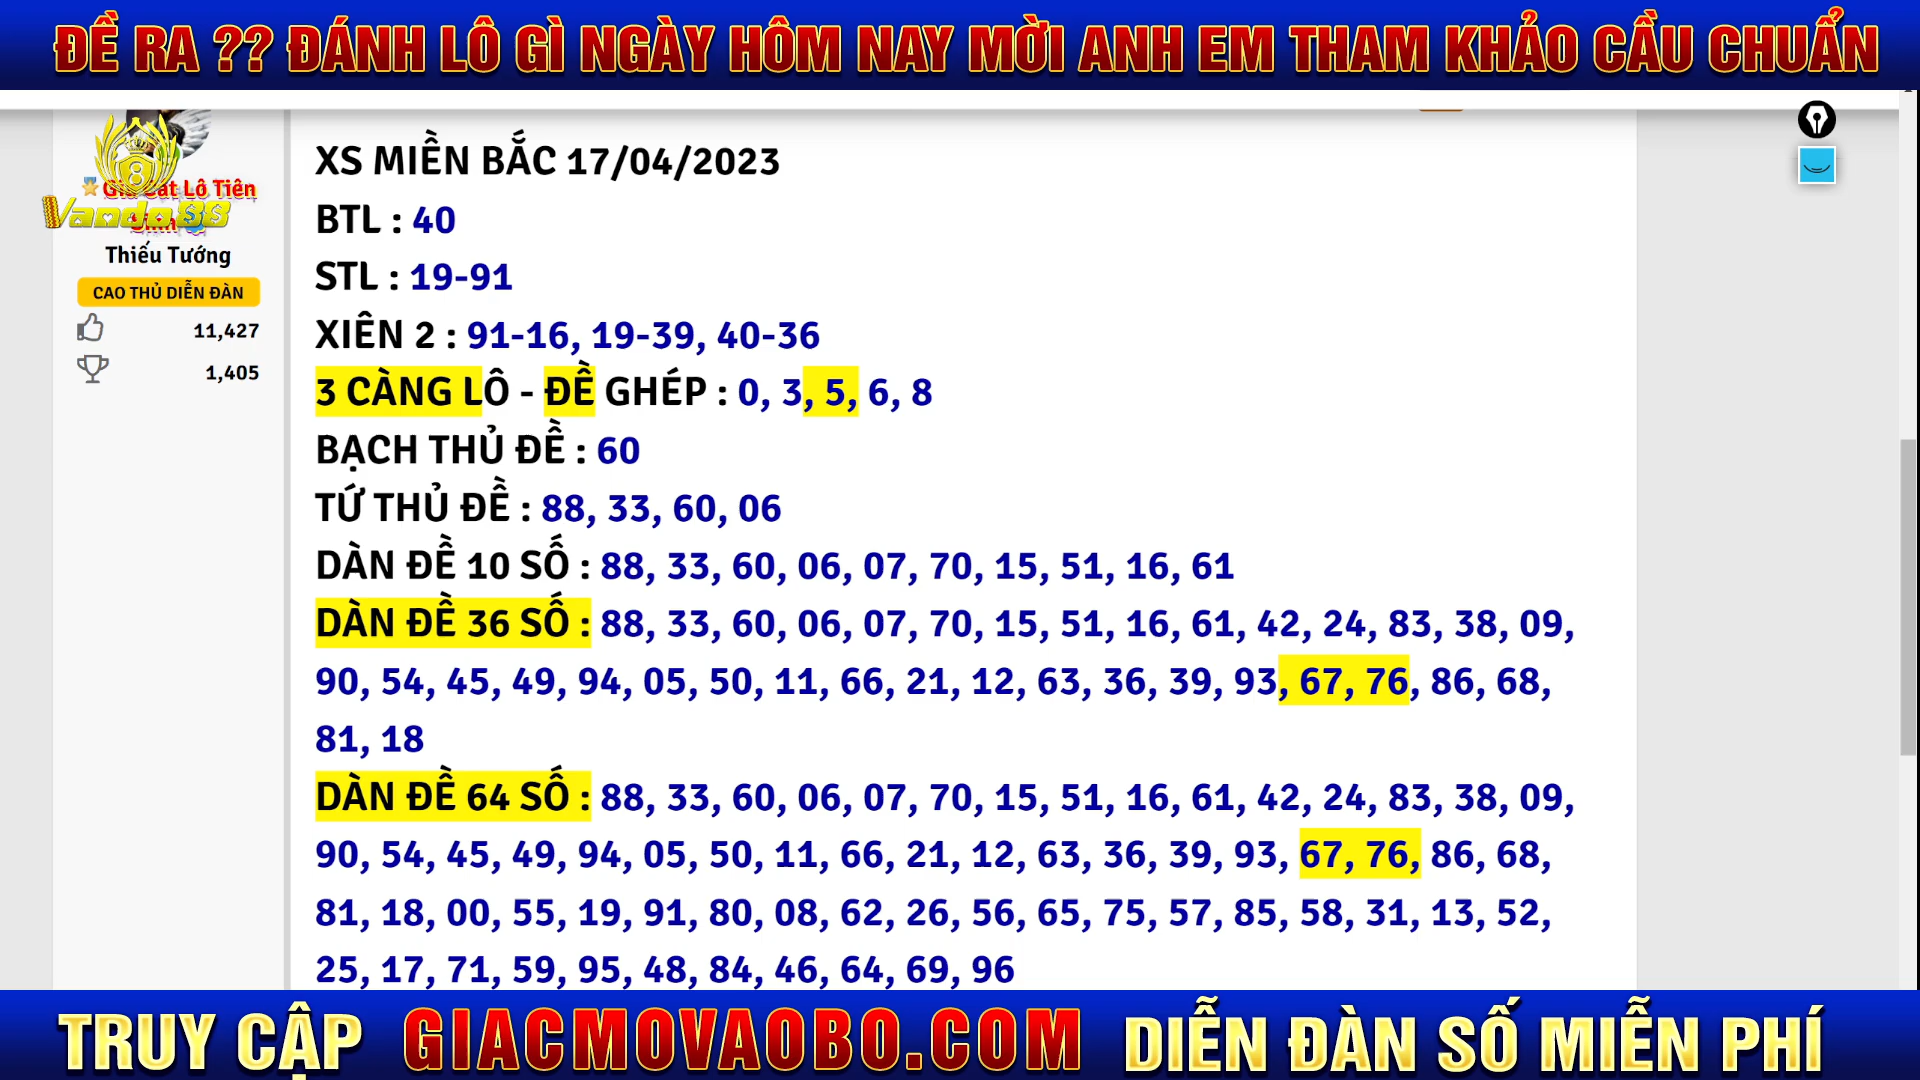 ĐỀ RA ?? ĐÁNH LÔ GÌ NGÀY HÔM NAY MỜI ANH EM THAM KHẢO CẦU CHUẨN
Lô Tiên
Vando88
Thiếu Tướng
CAO THỦ DIỄN ĐÀN
11,427
1,405
XS MIỀN BẮC 17/04/2023
BTL : 40
STL : 19-91
XIÊN 2 : 91-16, 19-39, 40-36
3 CÀNG LÔ - ĐỀ GHÉP : 0, 3, 5, 6, 8
BẠCH THỦ ĐỀ : 60
TỨ THỦ ĐỀ : 88, 33, 60, 06
DÀN ĐỀ 10 SỐ : 88, 33, 60, 06, 07, 70, 15, 51, 16, 61
DÀN ĐỀ 36 SỐ : 88, 33, 60, 06, 07, 70, 15, 51, 16, 61, 42, 24, 83, 38, 09,
90, 54, 45, 49, 94, 05, 50, 11, 66, 21, 12, 63, 36, 39, 93, 67, 76, 86, 68,
81, 18
DÀN ĐỀ 64 SỐ : 88, 33, 60, 06, 07, 70, 15, 51, 16, 61, 42, 24, 83, 38, 09,
90, 54, 45, 49, 94, 05, 50, 11, 66, 21, 12, 63, 36, 39, 93, 67, 76, 86, 68,
81, 18, 00, 55, 19, 91, 80, 08, 62, 26, 56, 65, 75, 57, 85, 58, 31, 13, 52,
25, 17, 71, 59, 95, 48, 84, 46, 64, 69, 96
TRUY CẬP GIACMOVAOBO.COM DIỄN ĐÀN SỐ MIỄN PHÍ